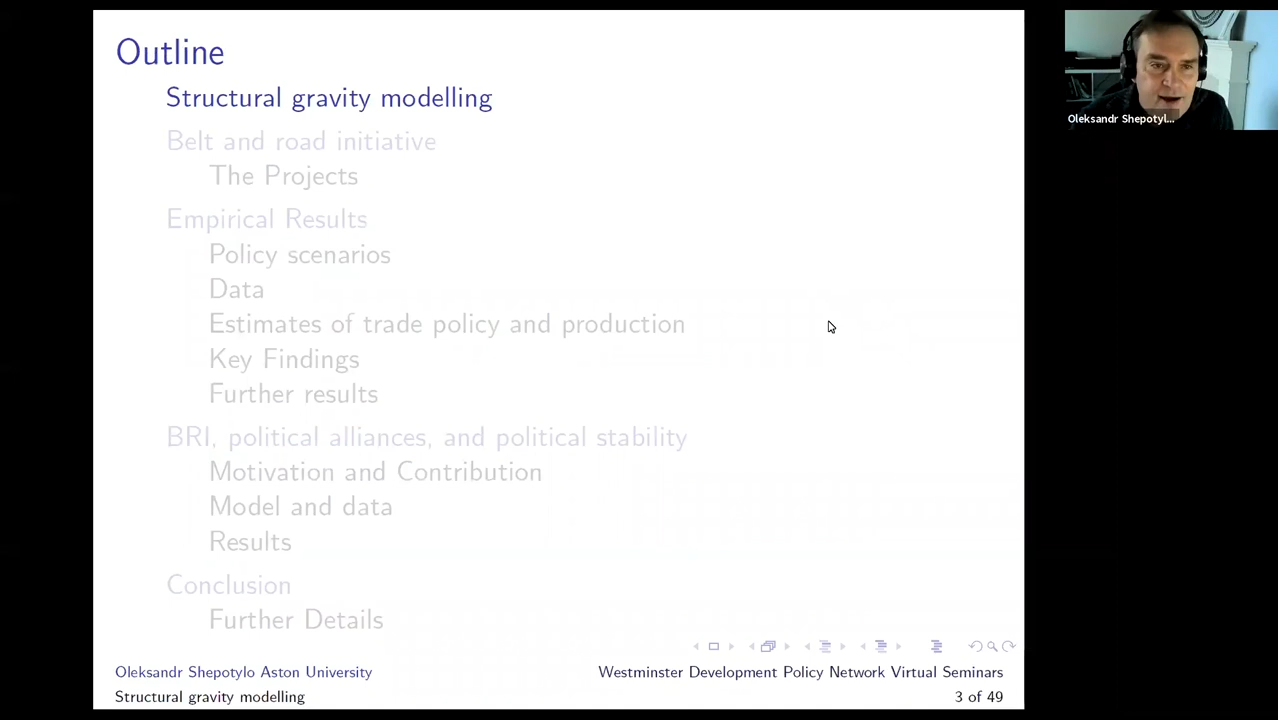 Outline
Structural gravity modelling
Belt and road initiative
The Projects
Empirical Results
Policy scenarios
Data
Estimates of trade policy and production
Key Findings
Further results
BRI, political alliances, and political stability
Motivation and Contribution
Model and data
Results
Conclusion
Further Details
Oleksandr Shepotylo Aston University
Westminster Development Policy Network Virtual Seminars
Structural gravity modelling
3 of 49
Oleksandr Shepotyl...